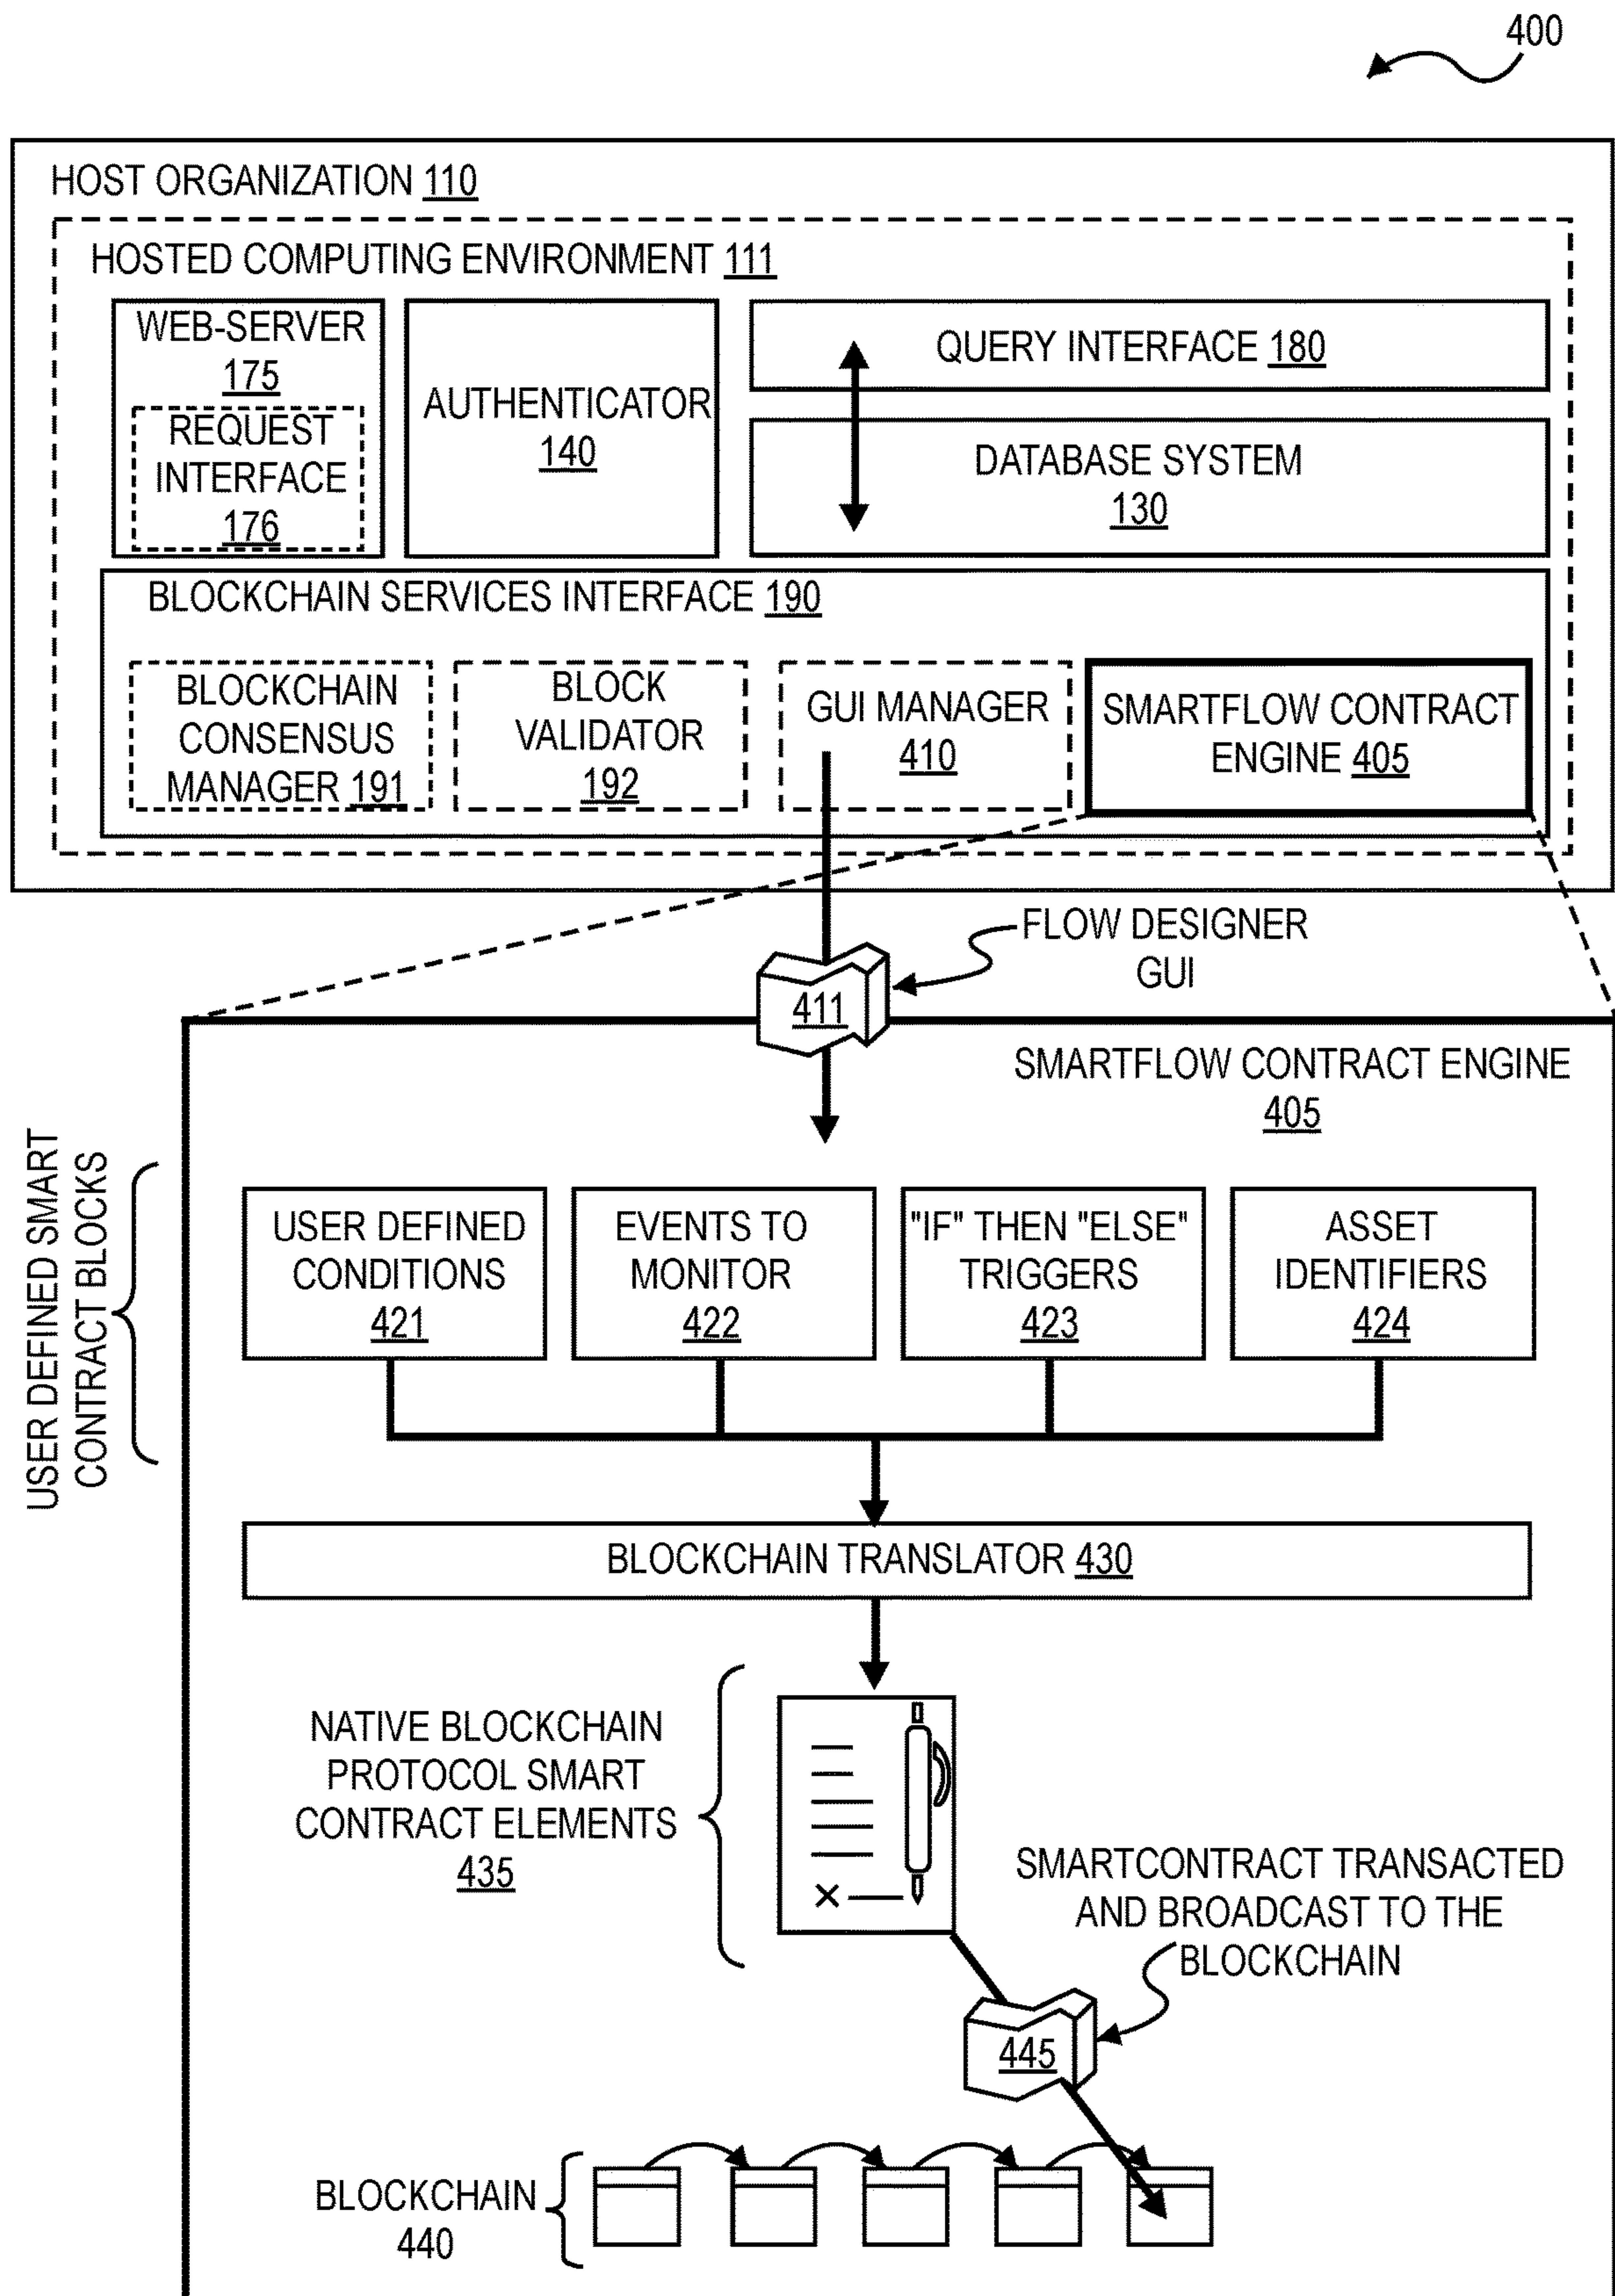 400
HOST ORGANIZATION 110
HOSTED COMPUTING ENVIRONMENT 111
WEB-SERVER
175
REQUEST
INTERFACE
176
AUTHENTICATOR
140
QUERY INTERFACE 180
DATABASE SYSTEM
130
BLOCKCHAIN SERVICES INTERFACE 190
BLOCKCHAIN
CONSENSUS
MANAGER 191
BLOCK
VALIDATOR
192
GUI MANAGER
410
SMARTFLOW CONTRACT
ENGINE 405
FLOW DESIGNER
GUI
411
SMARTFLOW CONTRACT ENGINE
405
USER DEFINED SMART
CONTRACT BLOCKS
USER DEFINED
CONDITIONS
421
EVENTS TO
MONITOR
422
"IF" THEN "ELSE"
TRIGGERS
423
ASSET
IDENTIFIERS
424
BLOCKCHAIN TRANSLATOR 430
NATIVE BLOCKCHAIN
PROTOCOL SMART
CONTRACT ELEMENTS
435
SMARTCONTRACT TRANSACTED
AND BROADCAST TO THE
BLOCKCHAIN
445
BLOCKCHAIN
440